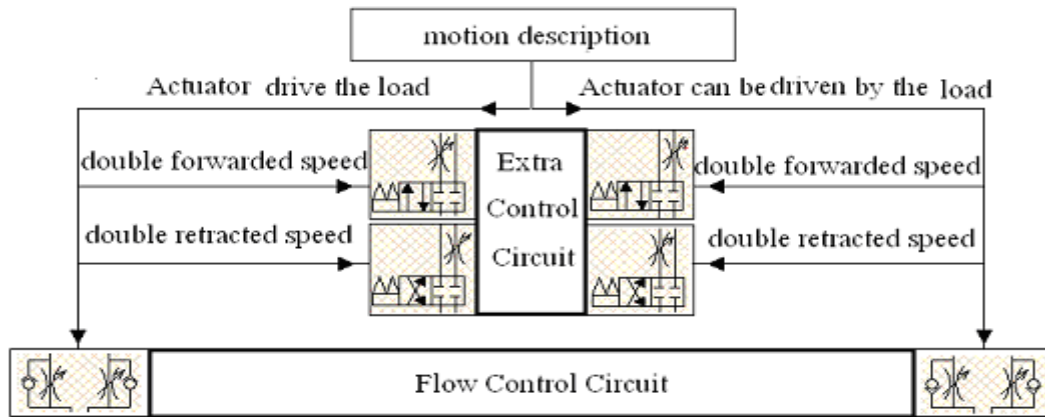 motion description
Actuator drive the load
Actuator can be driven by the load
double forwarded speed
Extra
Control
Circuit
double forwarded speed
double retracted speed
double retracted speed
Flow Control Circuit